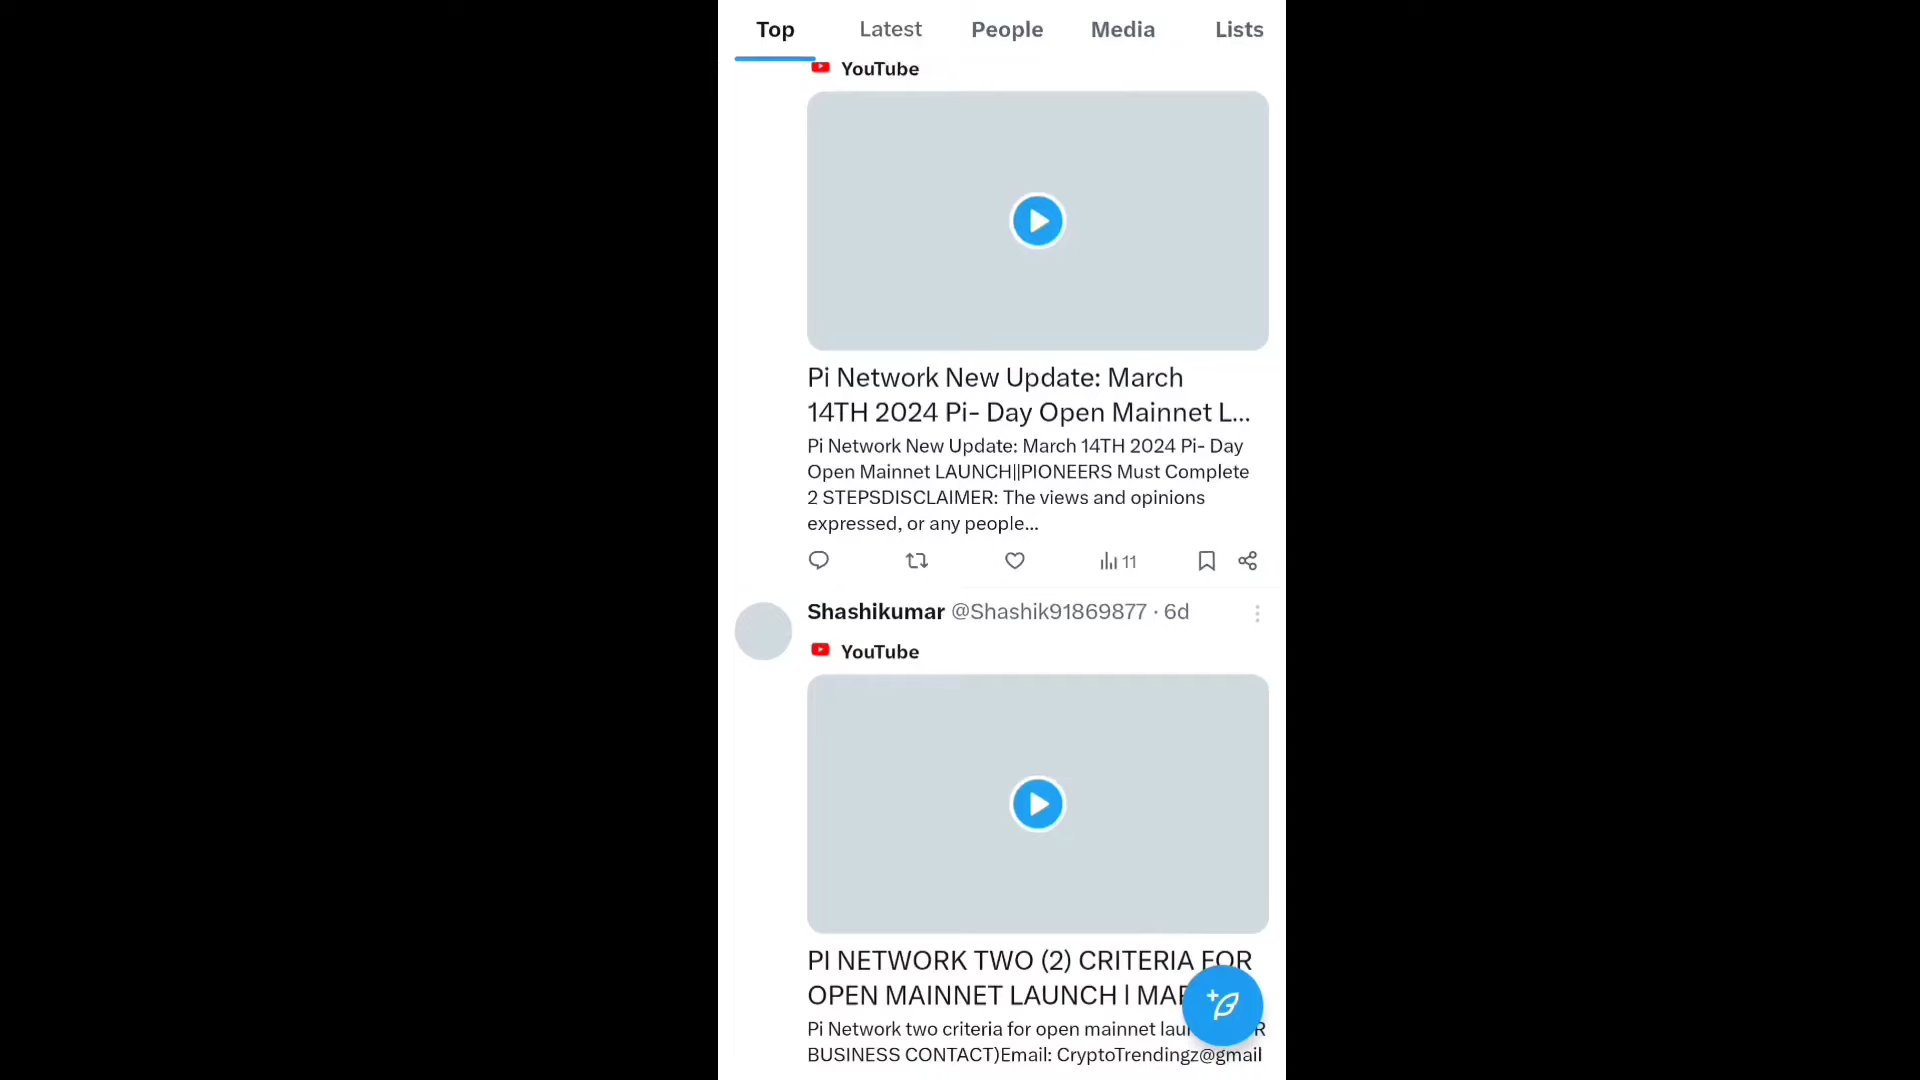 Top Latest People Media Lists
YouTube
Pi Network New Update: March
14TH 2024 Pi- Day Open Mainnet L...
Pi Network New Update: March 14TH 2024 Pi- Day
Open Mainnet LAUNCH||PIONEERS Must Complete
2 STEPSDISCLAIMER: The views and opinions
expressed, or any people...
11
Shashikumar @Shashik91869877 · 6d
YouTube
PI NETWORK TWO (2) CRITERIA FOR
OPEN MAINNET LAUNCH | MAR
Pi Network two criteria for open mainnet lau
BUSINESS CONTACT)Email: CryptoTrendingz@gmail